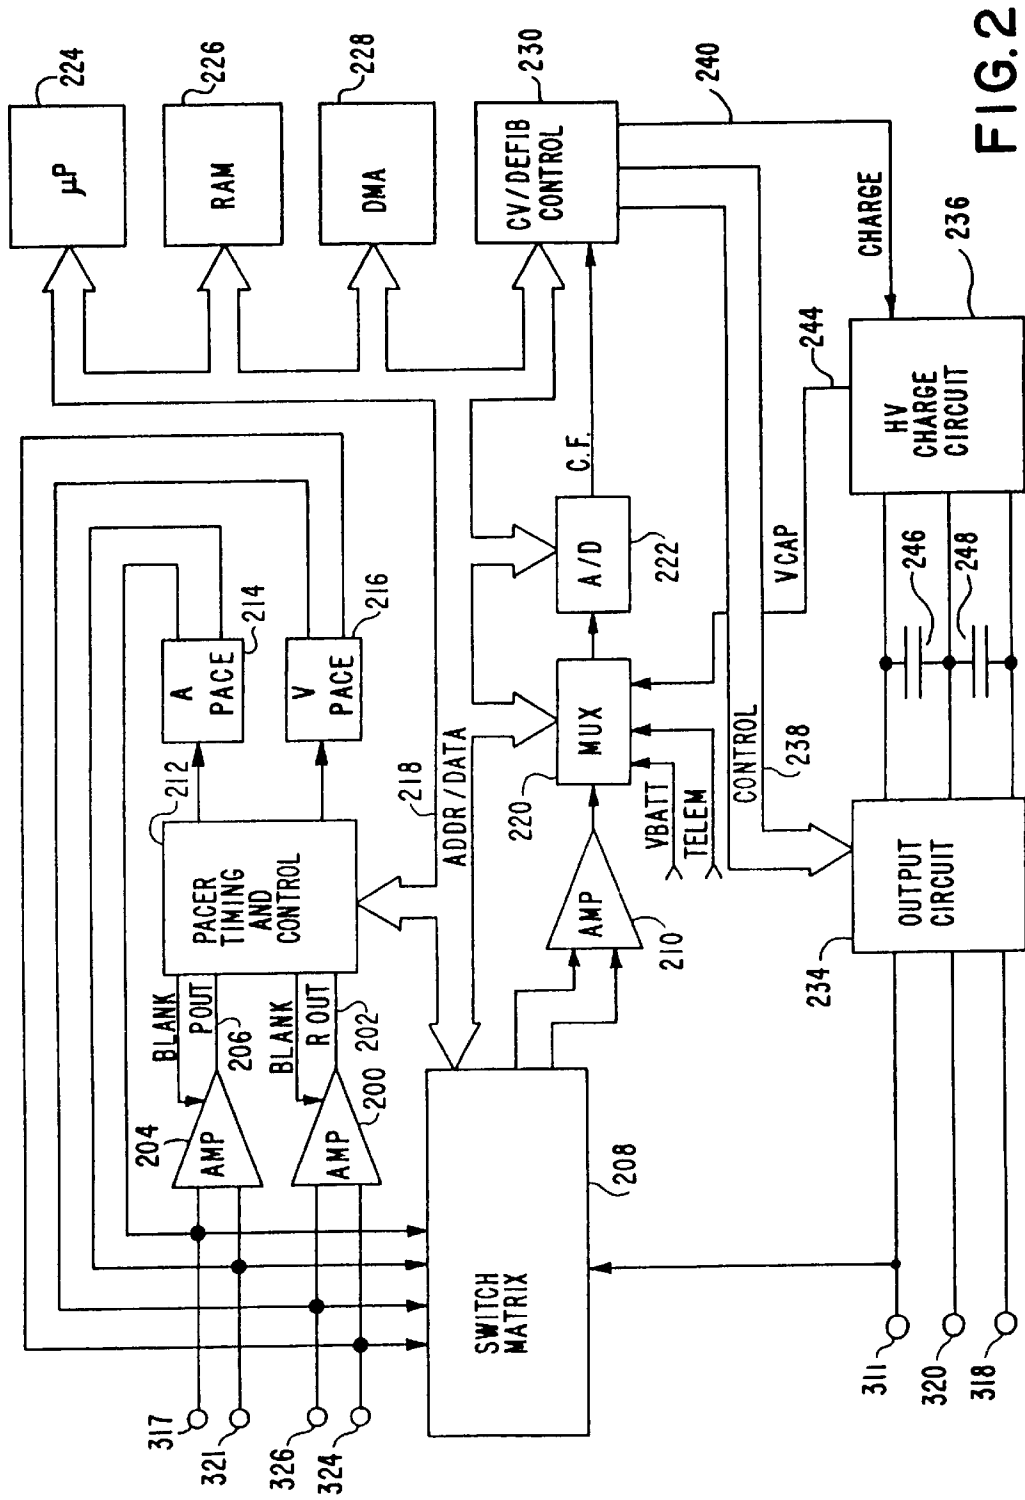 224
μP
226
RAM
228
DMA
230
CV/DEFIB
CONTROL
240
CHARGE
FIG. 2
236
HV
CHARGE
CIRCUIT
244
VCAP
246
248
C.F.
A/D
222
214
A
PACE
216
V
PACE
212
PACER
TIMING
AND
CONTROL
218
ADDR/DATA
220
MUX
VBATT
TELEM
CONTROL
238
AMP
210
OUTPUT
CIRCUIT
234
BLANK
POUT
206
BLANK
R OUT
202
204
AMP
200
AMP
208
SWITCH
MATRIX
317
321
326
324
311
320
318